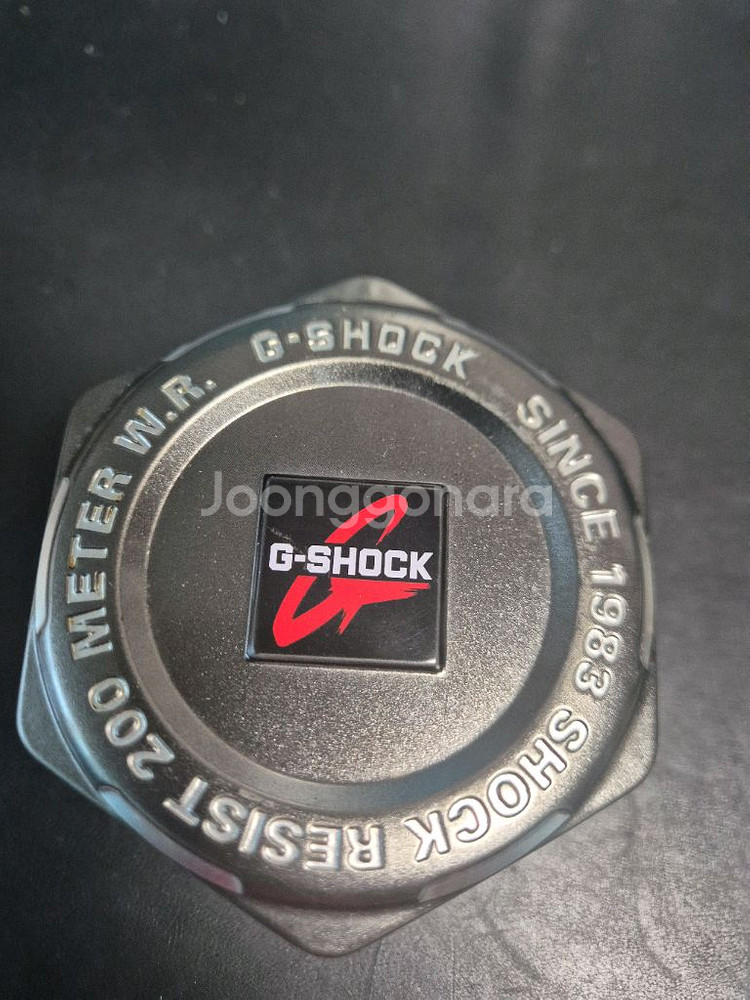 G-SHOCK SINCE 1983 SHOCK RESIST 200 METER W.R.
Joonggonara
G-SHOCK